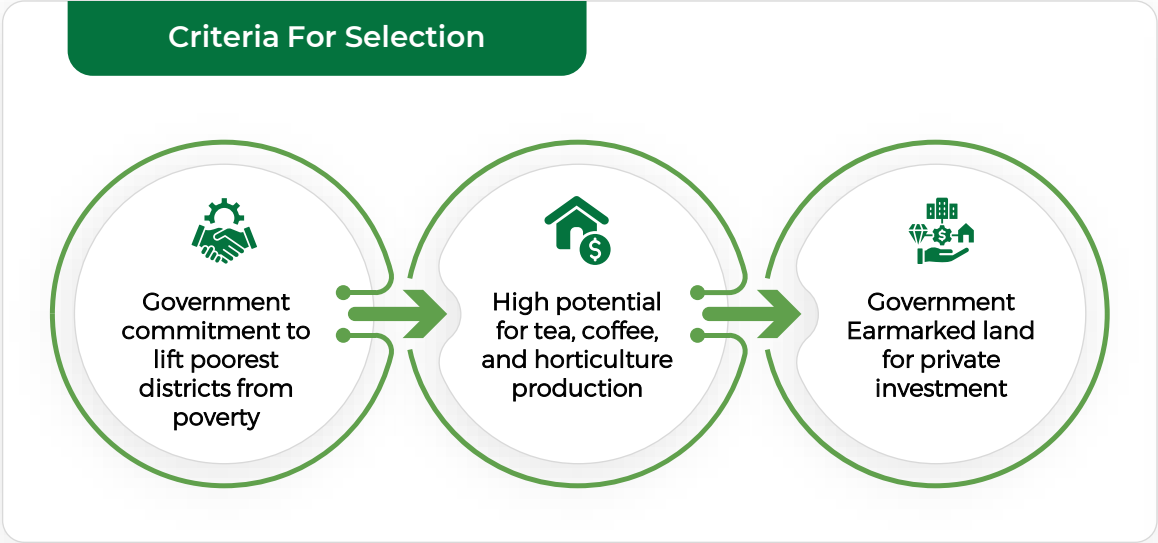 Criteria For Selection
Government
commitment to
lift poorest
districts from
poverty
High potential
for tea, coffee,
and horticulture
production
Government
Earmarked land
for private
investment